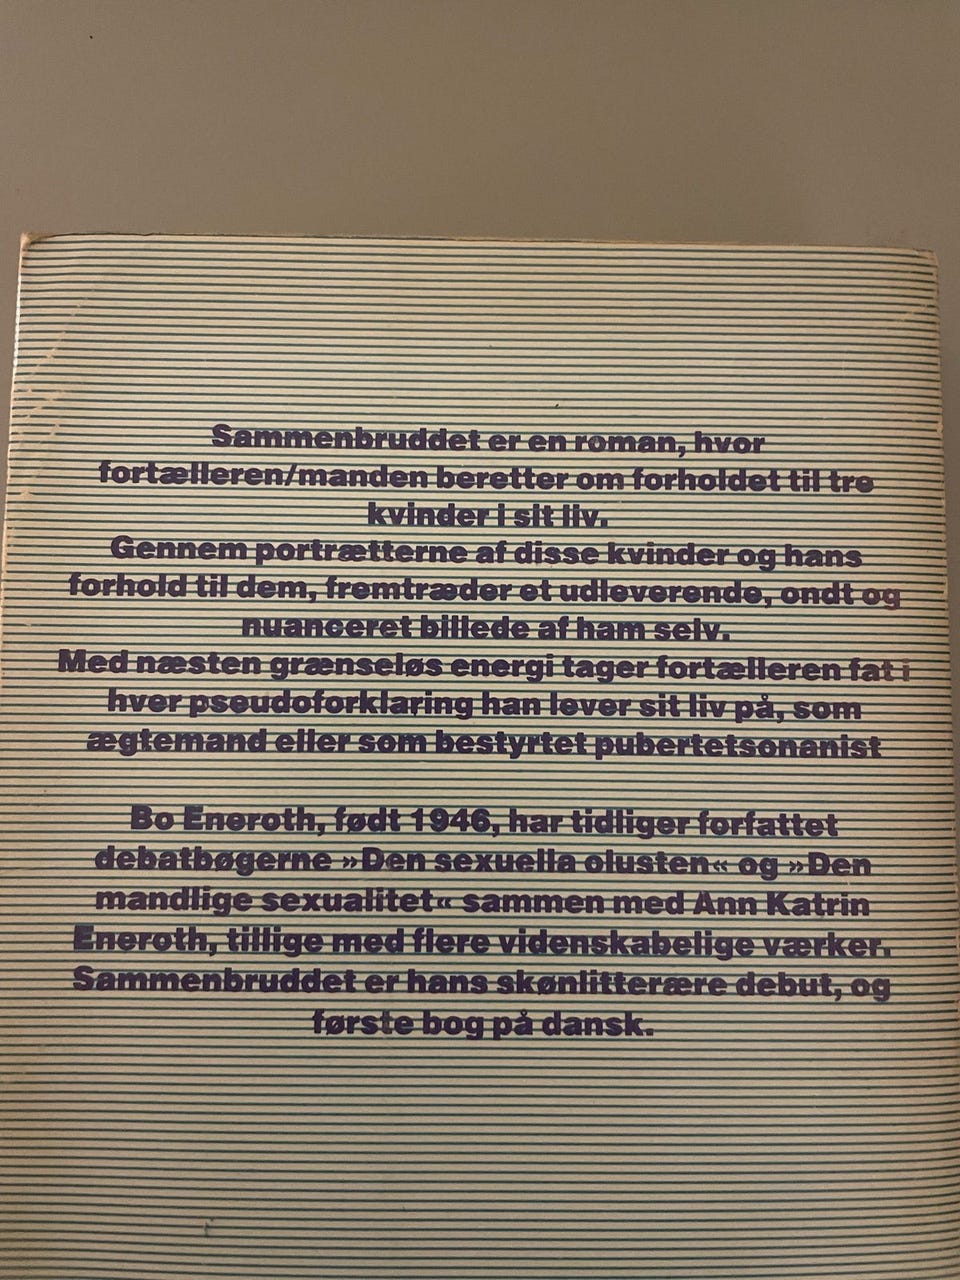 Sammenbruddet er en roman, hvor
fortælleren/manden beretter om forholdet til tre
kvinder i sit liv.
Gennem portrætterne af disse kvinder og hans
forhold til dem, fremtræder et udleverende, ondt og
nuanceret billede af ham selv.
Med næsten grænseløs energi tager fortælleren fat i
hver pseudoforklaring han lever sit liv på, som
ægtemand eller som bestyrtet pubertetsonanist
Bo Eneroth, født 1946, har tidliger forfattet
debatbøgerne »Den sexuella olusten« og »Den
mandlige sexualitet« sammen med Ann Katrin
Eneroth, tillige med flere videnskabelige værker.
Sammenbruddet er hans skønlitterære debut, og
første bog på dansk.